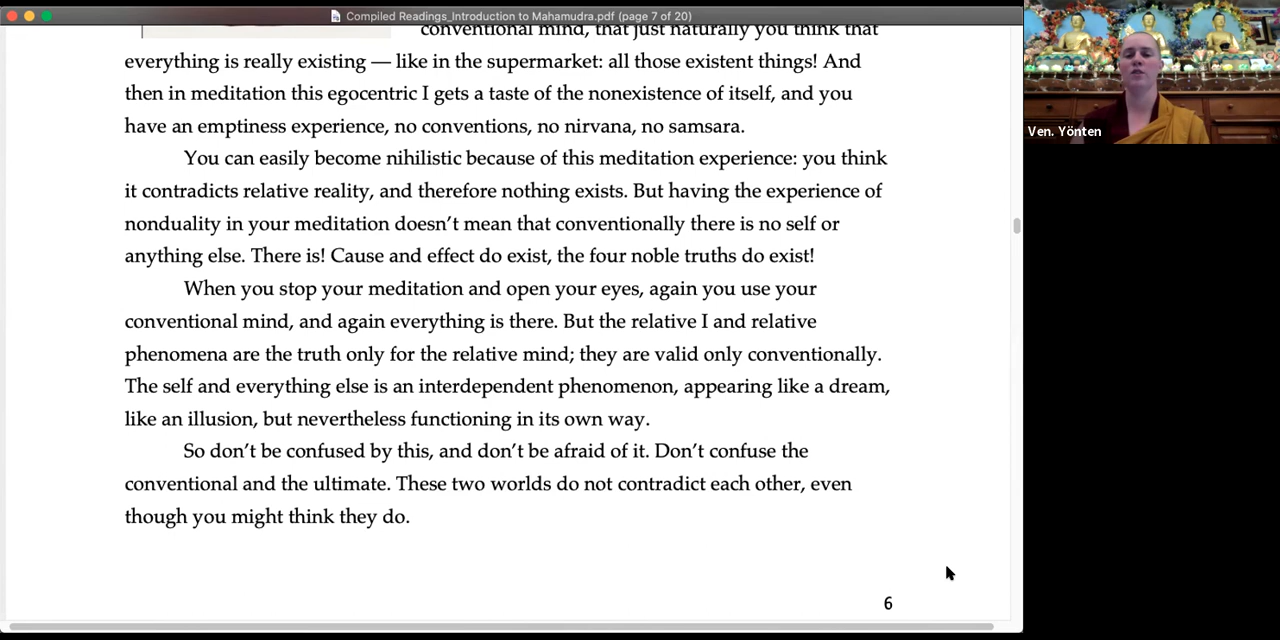 Compiled Readings_Introduction to Mahamudra.pdf (page 7 of 20)
conventional mind, that just naturally you think that
everything is really existing — like in the supermarket: all those existent things! And
then in meditation this egocentric I gets a taste of the nonexistence of itself, and you
have an emptiness experience, no conventions, no nirvana, no samsara.
You can easily become nihilistic because of this meditation experience: you think
it contradicts relative reality, and therefore nothing exists. But having the experience of
nonduality in your meditation doesn’t mean that conventionally there is no self or
anything else. There is! Cause and effect do exist, the four noble truths do exist!
When you stop your meditation and open your eyes, again you use your
conventional mind, and again everything is there. But the relative I and relative
phenomena are the truth only for the relative mind; they are valid only conventionally.
The self and everything else is an interdependent phenomenon, appearing like a dream,
like an illusion, but nevertheless functioning in its own way.
So don’t be confused by this, and don’t be afraid of it. Don’t confuse the
conventional and the ultimate. These two worlds do not contradict each other, even
though you might think they do.
6
Ven. Yönten